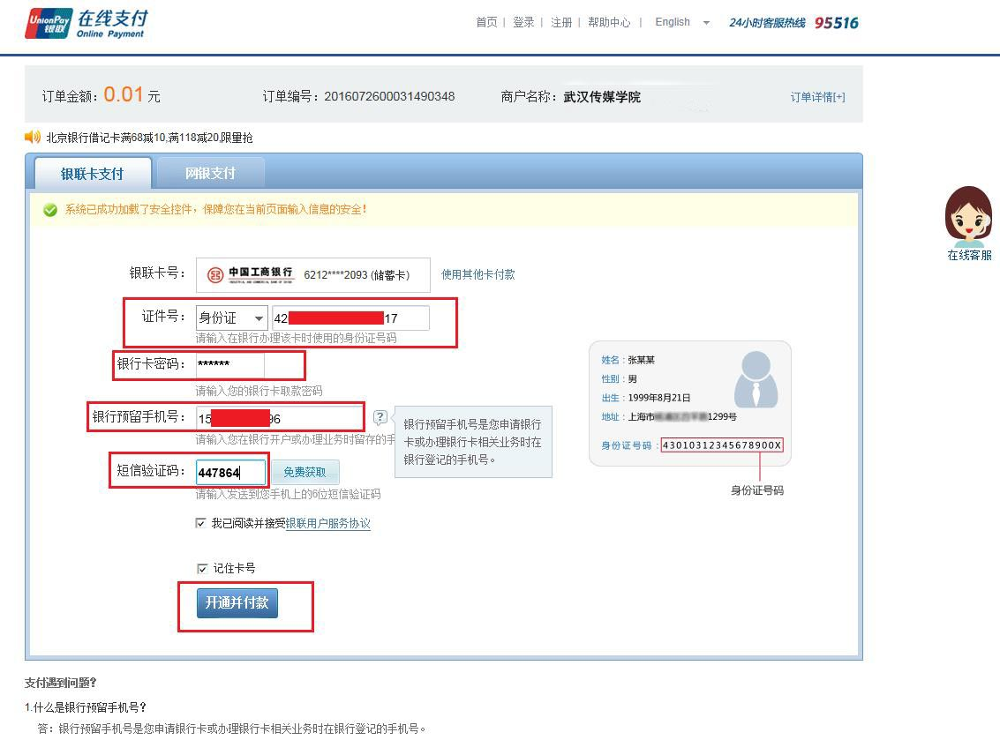 UnionPay 银联 在线支付 Online Payment
首页 | 登录 | 注册 | 帮助中心 | English 24小时客服热线 95516
订单金额：0.01元 订单编号：2016072600031490348 商户名称：武汉传媒学院 订单详情[+]
北京银行借记卡满68减10,满118减20,限量抢
银联卡支付 网银支付
系统已成功加载了安全控件，保障您在当前页面输入信息的安全！
银联卡号： 中国工商银行 6212****2093 (储蓄卡) 使用其他卡付款
证件号： 身份证 42 17
请输入在银行办理该卡时使用的身份证号码
银行卡密码： ******
请输入您的银行卡取款密码
银行预留手机号： 15 96 ?
请输入您在银行开户或办理业务时留存的手
银行预留手机号是您申请银行
卡或办理银行卡相关业务时在
银行登记的手机号。
短信验证码： 447864 免费获取
请输入发送到您手机上的6位短信验证码
我已阅读并接受银联用户服务协议
记住卡号
开通并付款
姓名：张某某
性别：男
出生：1999年8月21日
地址：上海市 1299号
身份证号码：43010312345678900X
身份证号码
在线客服
支付遇到问题?
1.什么是银行预留手机号?
答：银行预留手机号是您申请银行卡或办理银行卡相关业务时在银行登记的手机号。